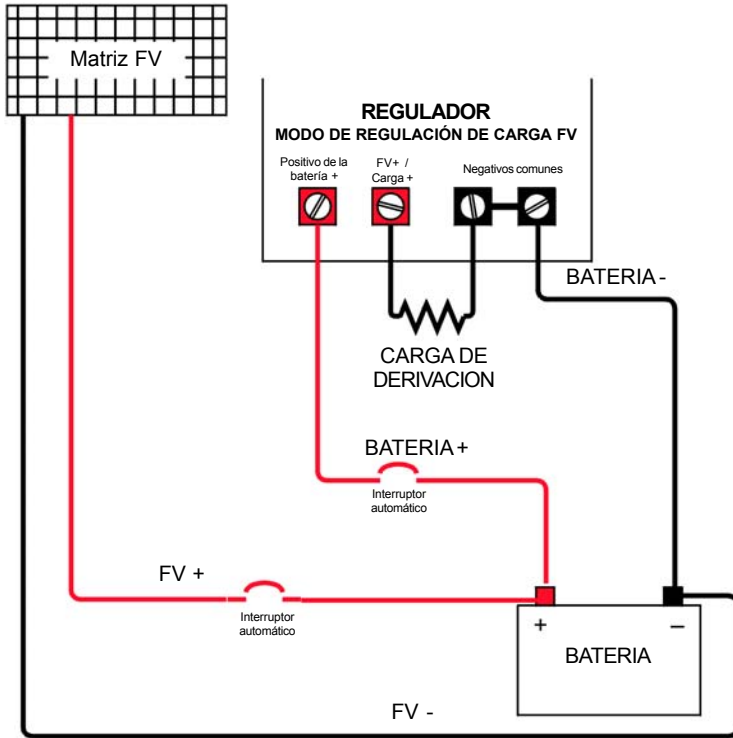 Matriz FV
REGULADOR
MODO DE REGULACIÓN DE CARGA FV
Positivo de la
batería +
FV+ /
Carga +
Negativos comunes
BATERIA -
CARGA DE
DERIVACION
BATERIA +
Interruptor
automático
FV +
Interruptor
automático
+
–
BATERIA
FV -